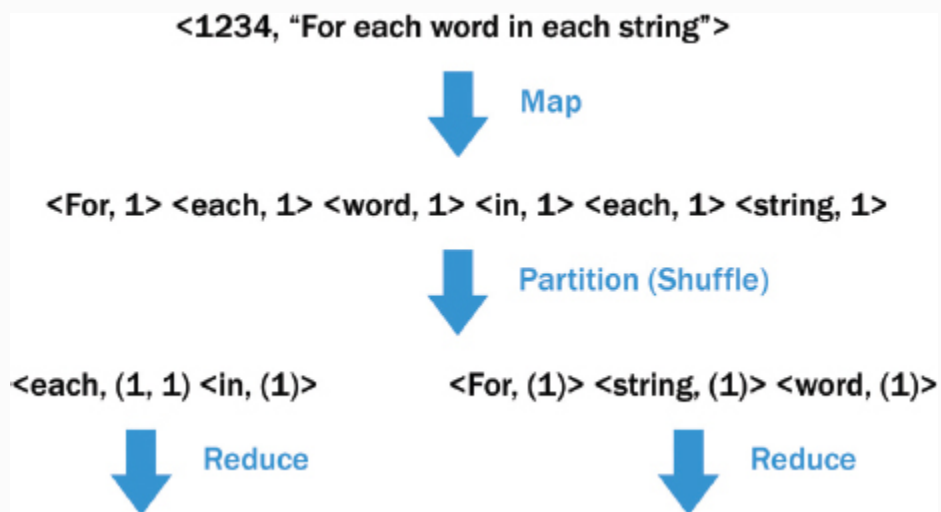 <1234, “For each word in each string”>
Map
<For, 1> <each, 1> <word, 1> <in, 1> <each, 1> <string, 1>
Partition (Shuffle)
<each, (1, 1) <in, (1)> <For, (1)> <string, (1)> <word, (1)>
Reduce Reduce